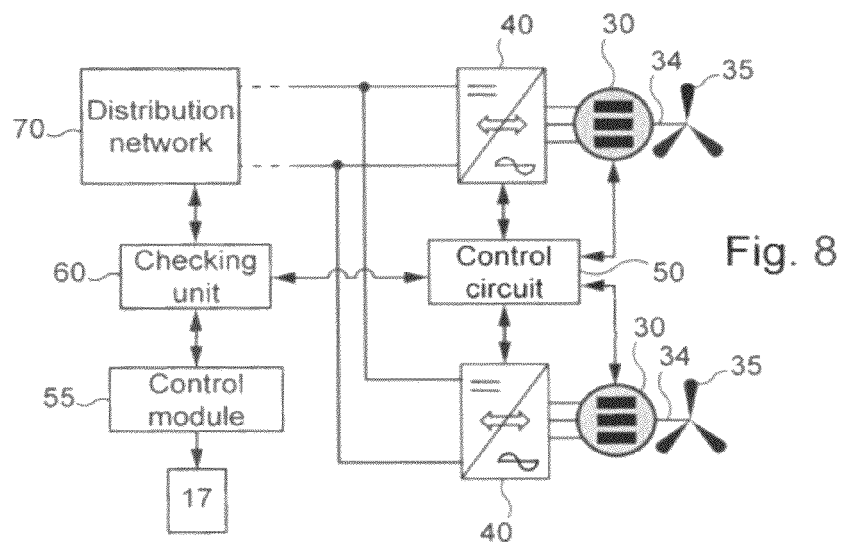 40
30
34
35
Distribution
network
70
Checking
unit
60
Control
circuit
50
Fig. 8
30
34
35
Control
module
55
17
40